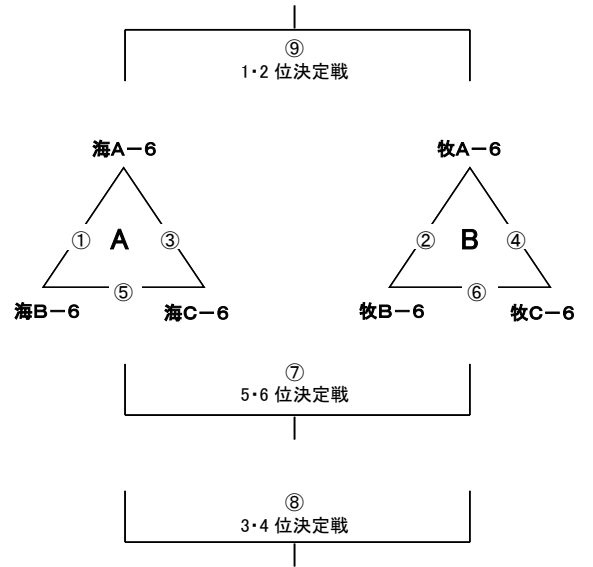 ⑨
1・2 位決定戦
海A－6
牧A－6
① A ③
② B ④
⑤
⑥
海B－6
海C－6
牧B－6
牧C－6
⑦
5・6 位決定戦
⑧
3・4 位決定戦